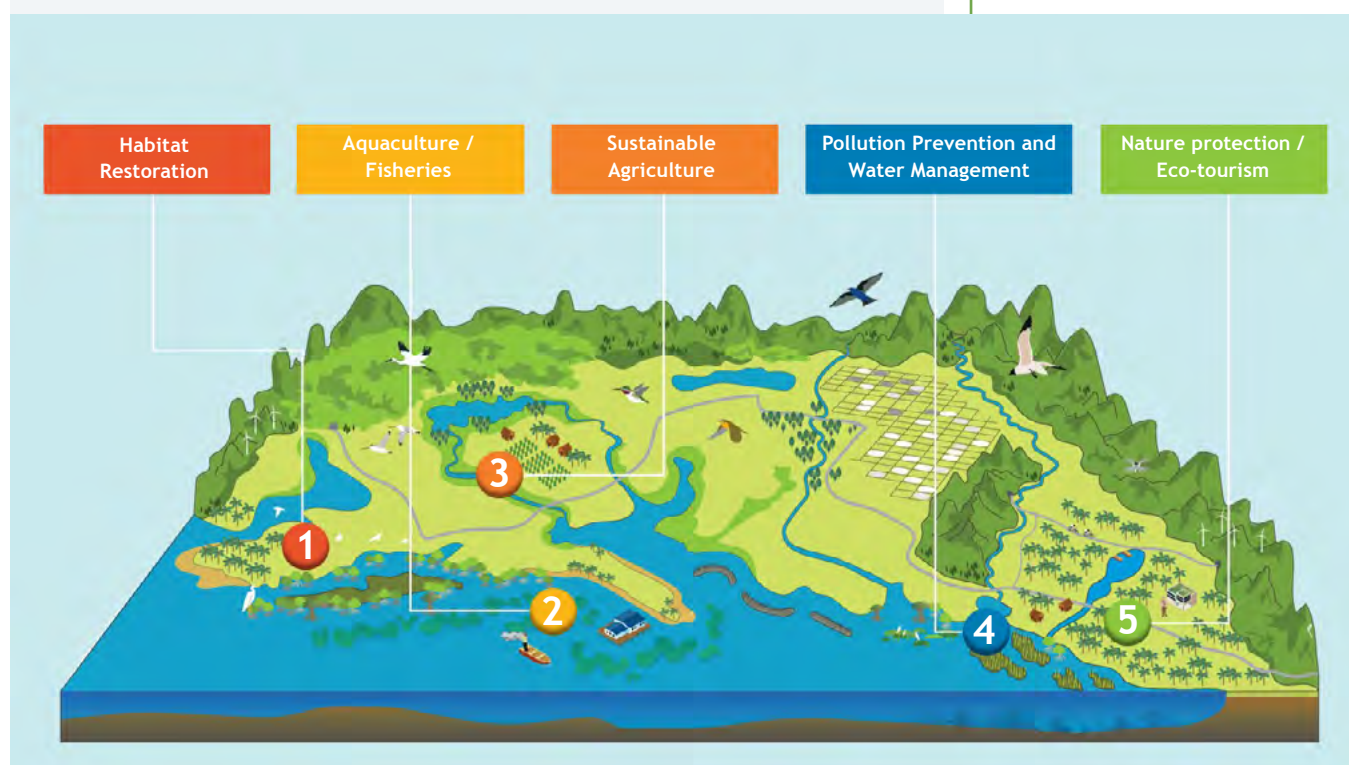 Habitat
Restoration
Aquaculture /
Fisheries
Sustainable
Agriculture
Pollution Prevention and
Water Management
Nature protection /
Eco-tourism
1
2
3
4
5